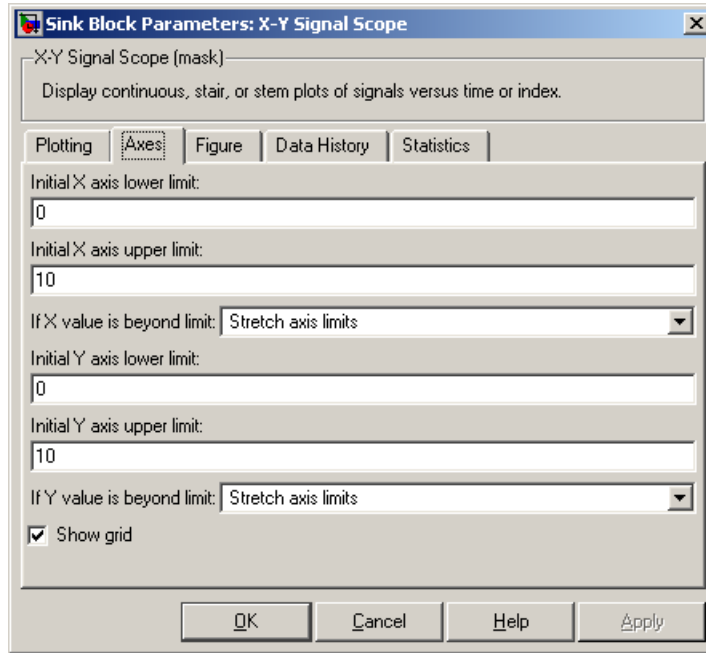 Sink Block Parameters: X-Y Signal Scope
X-Y Signal Scope (mask)
Display continuous, stair, or stem plots of signals versus time or index.
Plotting Axes Figure Data History Statistics
Initial X axis lower limit:
0
Initial X axis upper limit:
10
If X value is beyond limit: Stretch axis limits
Initial Y axis lower limit:
0
Initial Y axis upper limit:
10
If Y value is beyond limit: Stretch axis limits
Show grid
OK Cancel Help Apply